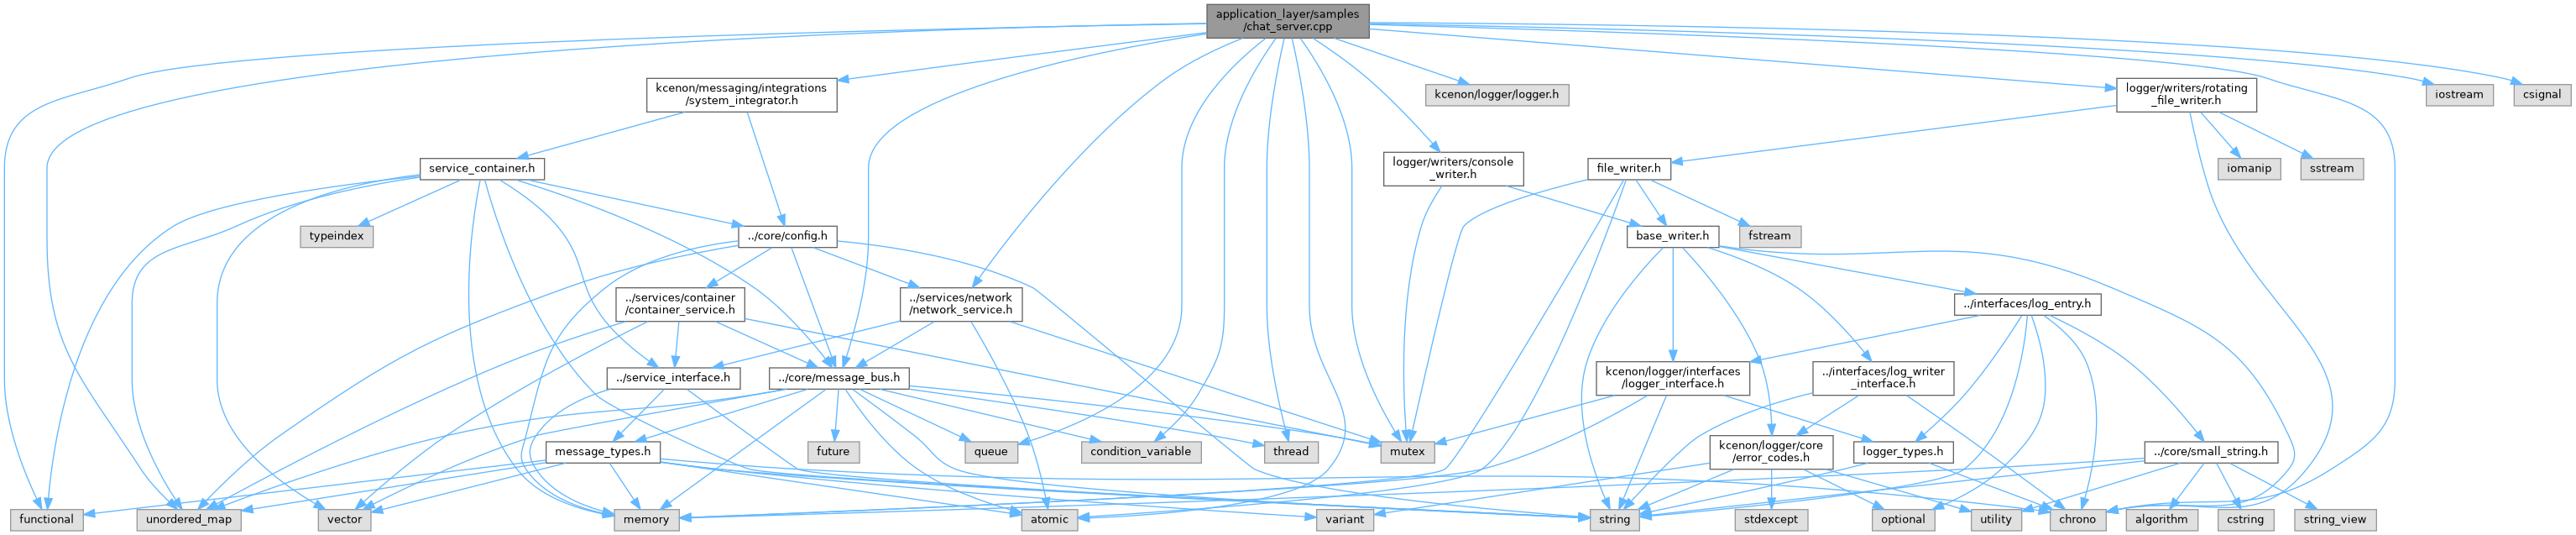 application_layer/samples
/chat_server.cpp
kcenon/messaging/integrations
/system_integrator.h
kcenon/logger/logger.h
logger/writers/rotating
_file_writer.h
iostream
csignal
service_container.h
logger/writers/console
_writer.h
file_writer.h
iomanip
sstream
typeindex
../core/config.h
base_writer.h
fstream
../services/container
/container_service.h
../services/network
/network_service.h
../interfaces/log_entry.h
../service_interface.h
../core/message_bus.h
kcenon/logger/interfaces
/logger_interface.h
../interfaces/log_writer
_interface.h
message_types.h
future
queue
condition_variable
thread
mutex
kcenon/logger/core
/error_codes.h
logger_types.h
../core/small_string.h
functional
unordered_map
vector
memory
atomic
variant
string
stdexcept
optional
utility
chrono
algorithm
cstring
string_view